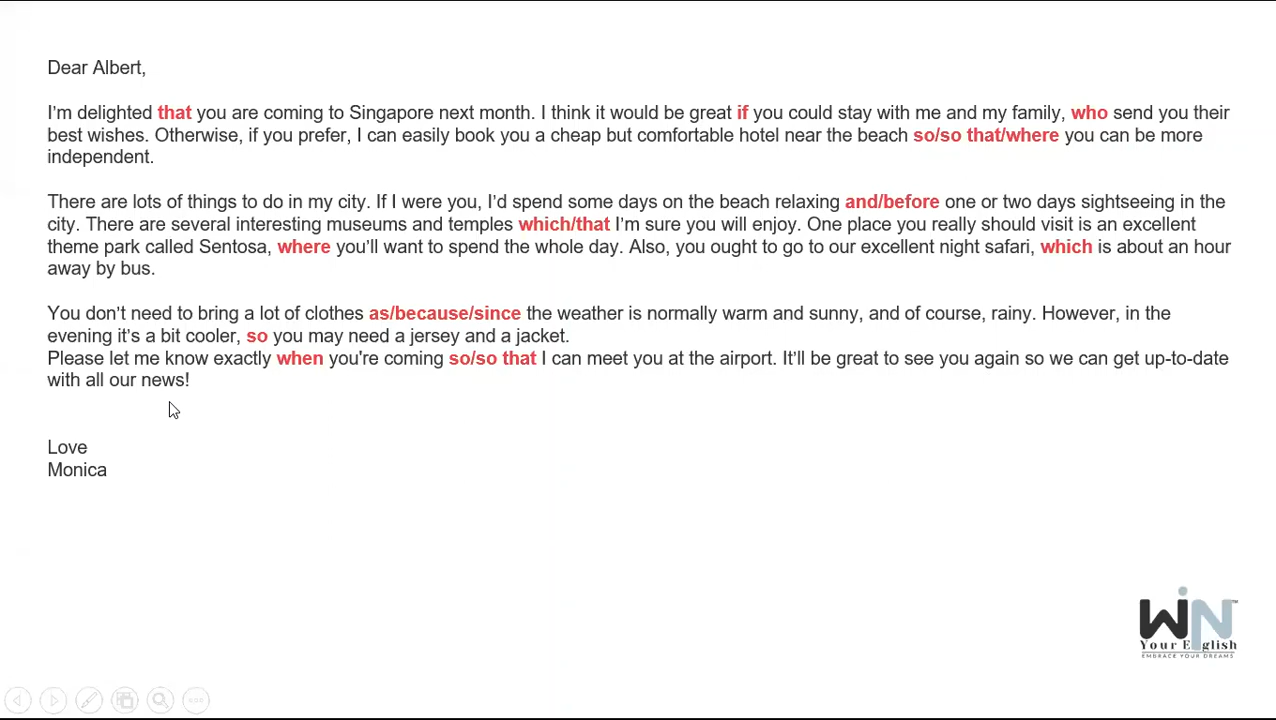 Dear Albert,
I'm delighted that you are coming to Singapore next month. I think it would be great if you could stay with me and my family, who send you their
best wishes. Otherwise, if you prefer, I can easily book you a cheap but comfortable hotel near the beach so/so that/where you can be more
independent.
There are lots of things to do in my city. If I were you, I'd spend some days on the beach relaxing and/before one or two days sightseeing in the
city. There are several interesting museums and temples which/that I'm sure you will enjoy. One place you really should visit is an excellent
theme park called Sentosa, where you'll want to spend the whole day. Also, you ought to go to our excellent night safari, which is about an hour
away by bus.
You don't need to bring a lot of clothes as/because/since the weather is normally warm and sunny, and of course, rainy. However, in the
evening it's a bit cooler, so you may need a jersey and a jacket.
Please let me know exactly when you're coming so/so that I can meet you at the airport. It'll be great to see you again so we can get up-to-date
with all our news!
Love
Monica
WiN™
Your English
EMBRACE YOUR DREAMS